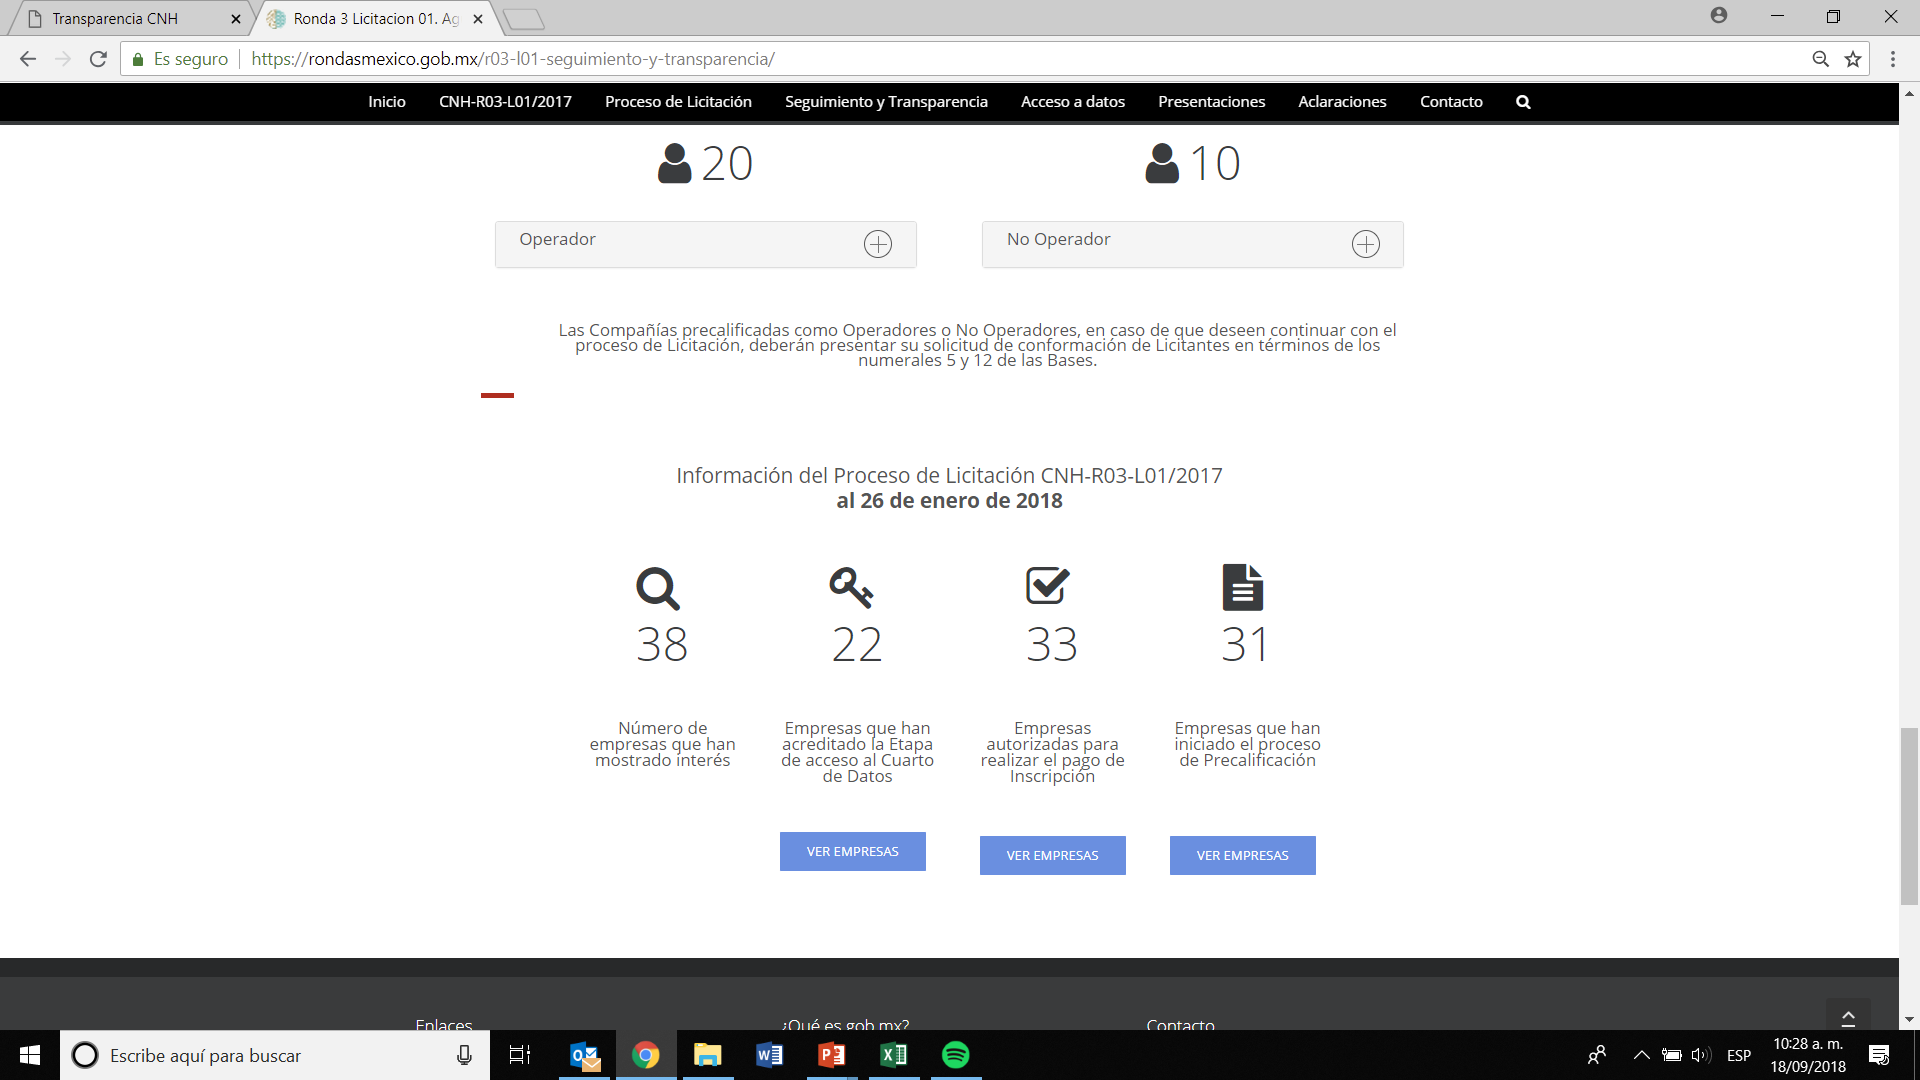 Transparencia CNH
Ronda 3 Licitacion 01. Ag
Es seguro
https://rondasmexico.gob.mx/r03-l01-seguimiento-y-transparencia/
Inicio CNH-R03-L01/2017 Proceso de Licitación Seguimiento y Transparencia Acceso a datos Presentaciones Aclaraciones Contacto
20
10
Operador
No Operador
Las Compañías precalificadas como Operadores o No Operadores, en caso de que deseen continuar con el
proceso de Licitación, deberán presentar su solicitud de conformación de Licitantes en términos de los
numerales 5 y 12 de las Bases.
Información del Proceso de Licitación CNH-R03-L01/2017
al 26 de enero de 2018
38
22
33
31
Número de
empresas que han
mostrado interés
Empresas que han
acreditado la Etapa
de acceso al Cuarto
de Datos
Empresas
autorizadas para
realizar el pago de
Inscripción
Empresas que han
iniciado el proceso
de Precalificación
VER EMPRESAS
VER EMPRESAS
VER EMPRESAS
Enlaces
¿Qué es gob.mx?
Contacto
Escribe aquí para buscar
ESP
10:28 a. m.
18/09/2018